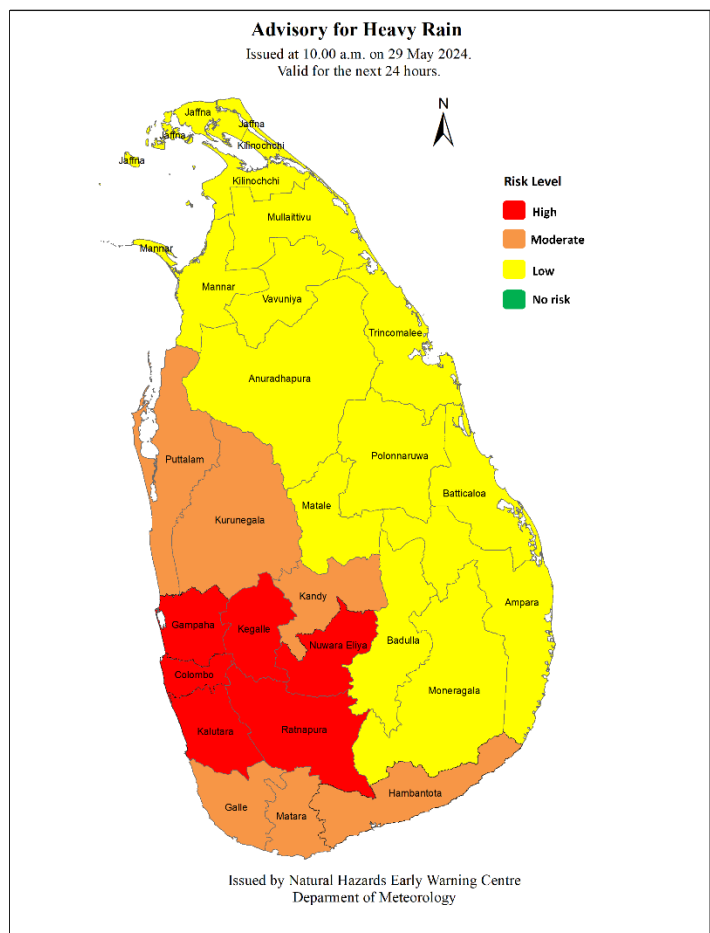 Advisory for Heavy Rain
Issued at 10.00 a.m. on 29 May 2024.
Valid for the next 24 hours.
N
Jaffna
Jaffna
Jaffna
Jaffna
Kilinochchi
Kilinochchi
Mullaittivu
Mannar
Mannar
Vavuniya
Trincomalee
Anuradhapura
Puttalam
Polonnaruwa
Kurunegala
Matale
Batticaloa
Kandy
Ampara
Gampaha
Kegalle
Nuwara Eliya
Badulla
Colombo
Moneragala
Kalutara
Ratnapura
Hambantota
Galle
Matara
Risk Level
High
Moderate
Low
No risk
Issued by Natural Hazards Early Warning Centre
Deparment of Meteorology